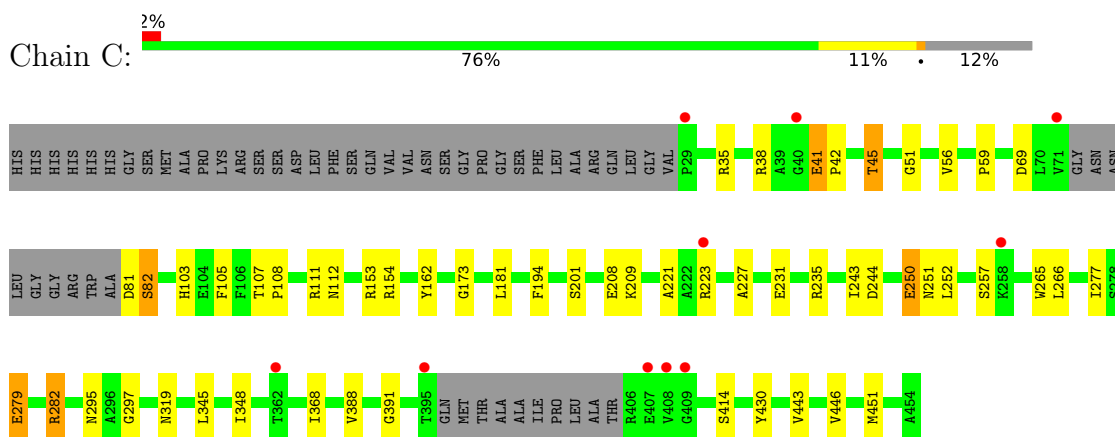 2%
Chain C:
76% 11% • 12%
HIS HIS HIS HIS HIS HIS GLY SER MET ALA PRO LYS ARG SER SER ASP LEU PHE SER GLN VAL VAL ASN SER GLY PRO GLY SER PHE LEU ALA ARG GLN LEU GLY VAL P29 R35 R38 A39 G40 E41 P42 T45 G51 V56 P59 D69 L70 V71 GLY ASN ASN
LEU GLY GLY ARG TRP ALA D81 S82 H103 E104 F105 F106 T107 P108 R111 N112 R153 R154 Y162 G173 L181 F194 S201 E208 K209 A221 A222 R223 A227 E231 R235 I243 D244 E250 N251 L252 S257 K258 W265 L266 I277 S278
E279 R282 N295 A296 G297 N319 L345 I348 T362 I368 V388 G391 T395 GLN MET THR ALA ALA ILE PRO LEU ALA THR R406 E407 V408 G409 S414 Y430 V443 V446 M451 A454